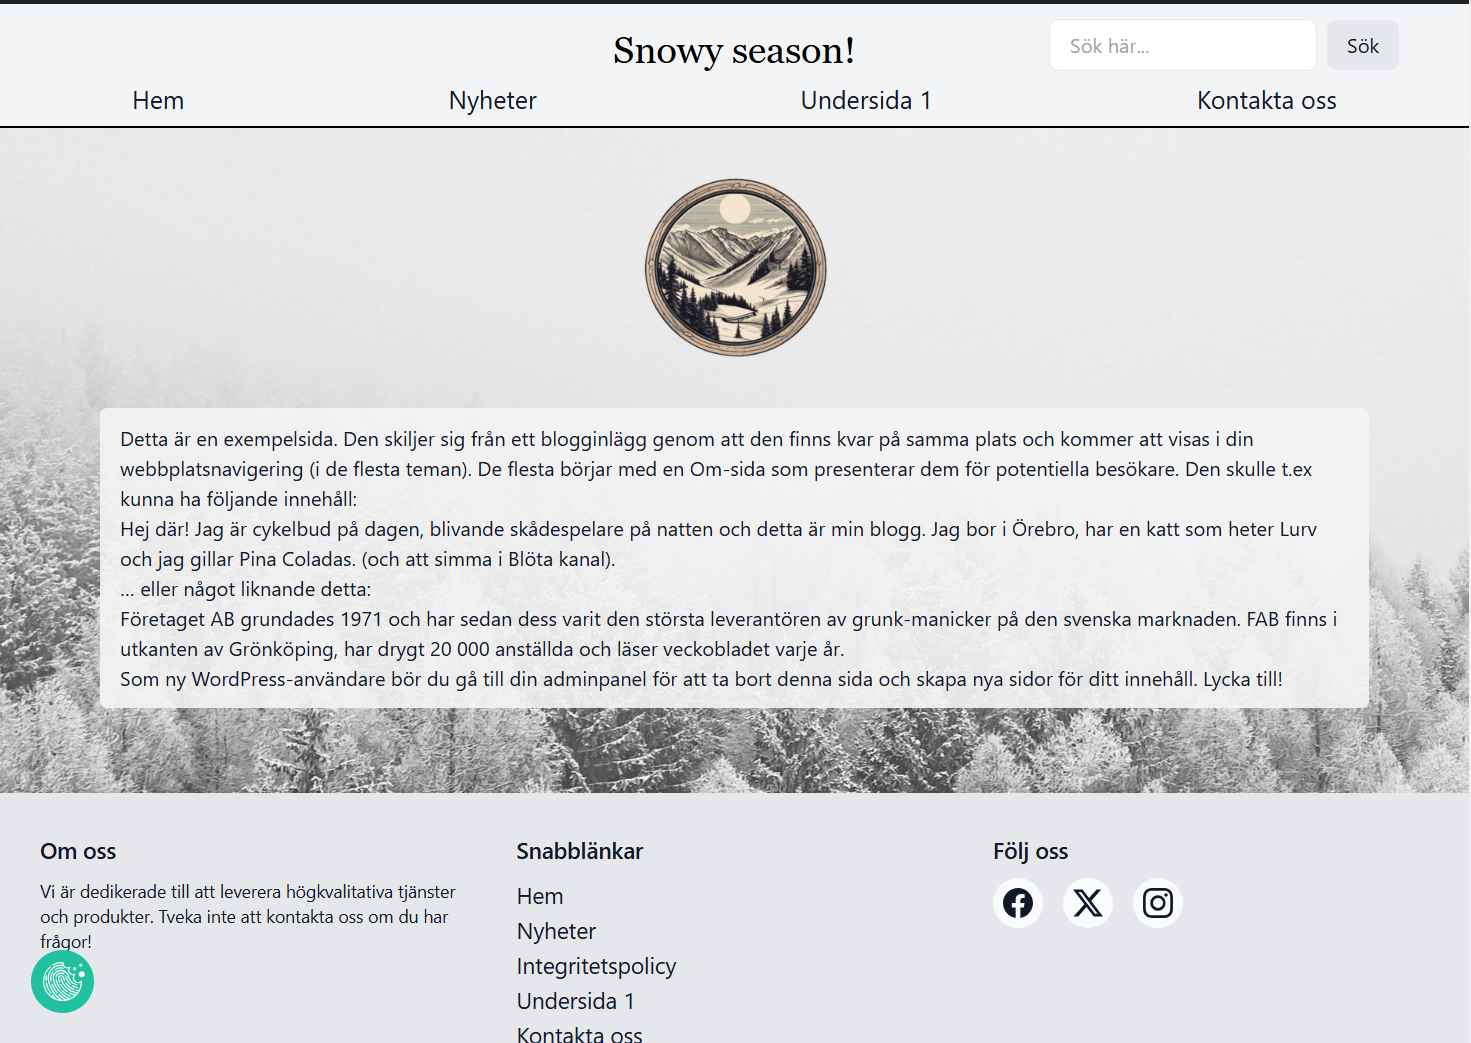 Snowy season!
Sök här...
Sök
Hem
Nyheter
Undersida 1
Kontakta oss
Detta är en exempelsida. Den skiljer sig från ett blogginlägg genom att den finns kvar på samma plats och kommer att visas i din
webbplatsnavigering (i de flesta teman). De flesta börjar med en Om-sida som presenterar dem för potentiella besökare. Den skulle t.ex
kunna ha följande innehåll:
Hej där! Jag är cykelbud på dagen, blivande skådespelare på natten och detta är min blogg. Jag bor i Örebro, har en katt som heter Lurv
och jag gillar Pina Coladas. (och att simma i Blöta kanal).
… eller något liknande detta:
Företaget AB grundades 1971 och har sedan dess varit den största leverantören av grunk-manicker på den svenska marknaden. FAB finns i
utkanten av Grönköping, har drygt 20 000 anställda och läser veckobladet varje år.
Som ny WordPress-användare bör du gå till din adminpanel för att ta bort denna sida och skapa nya sidor för ditt innehåll. Lycka till!
Om oss
Vi är dedikerade till att leverera högkvalitativa tjänster
och produkter. Tveka inte att kontakta oss om du har
frågor!
Snabblänkar
Hem
Nyheter
Integritetspolicy
Undersida 1
Kontakta oss
Följ oss